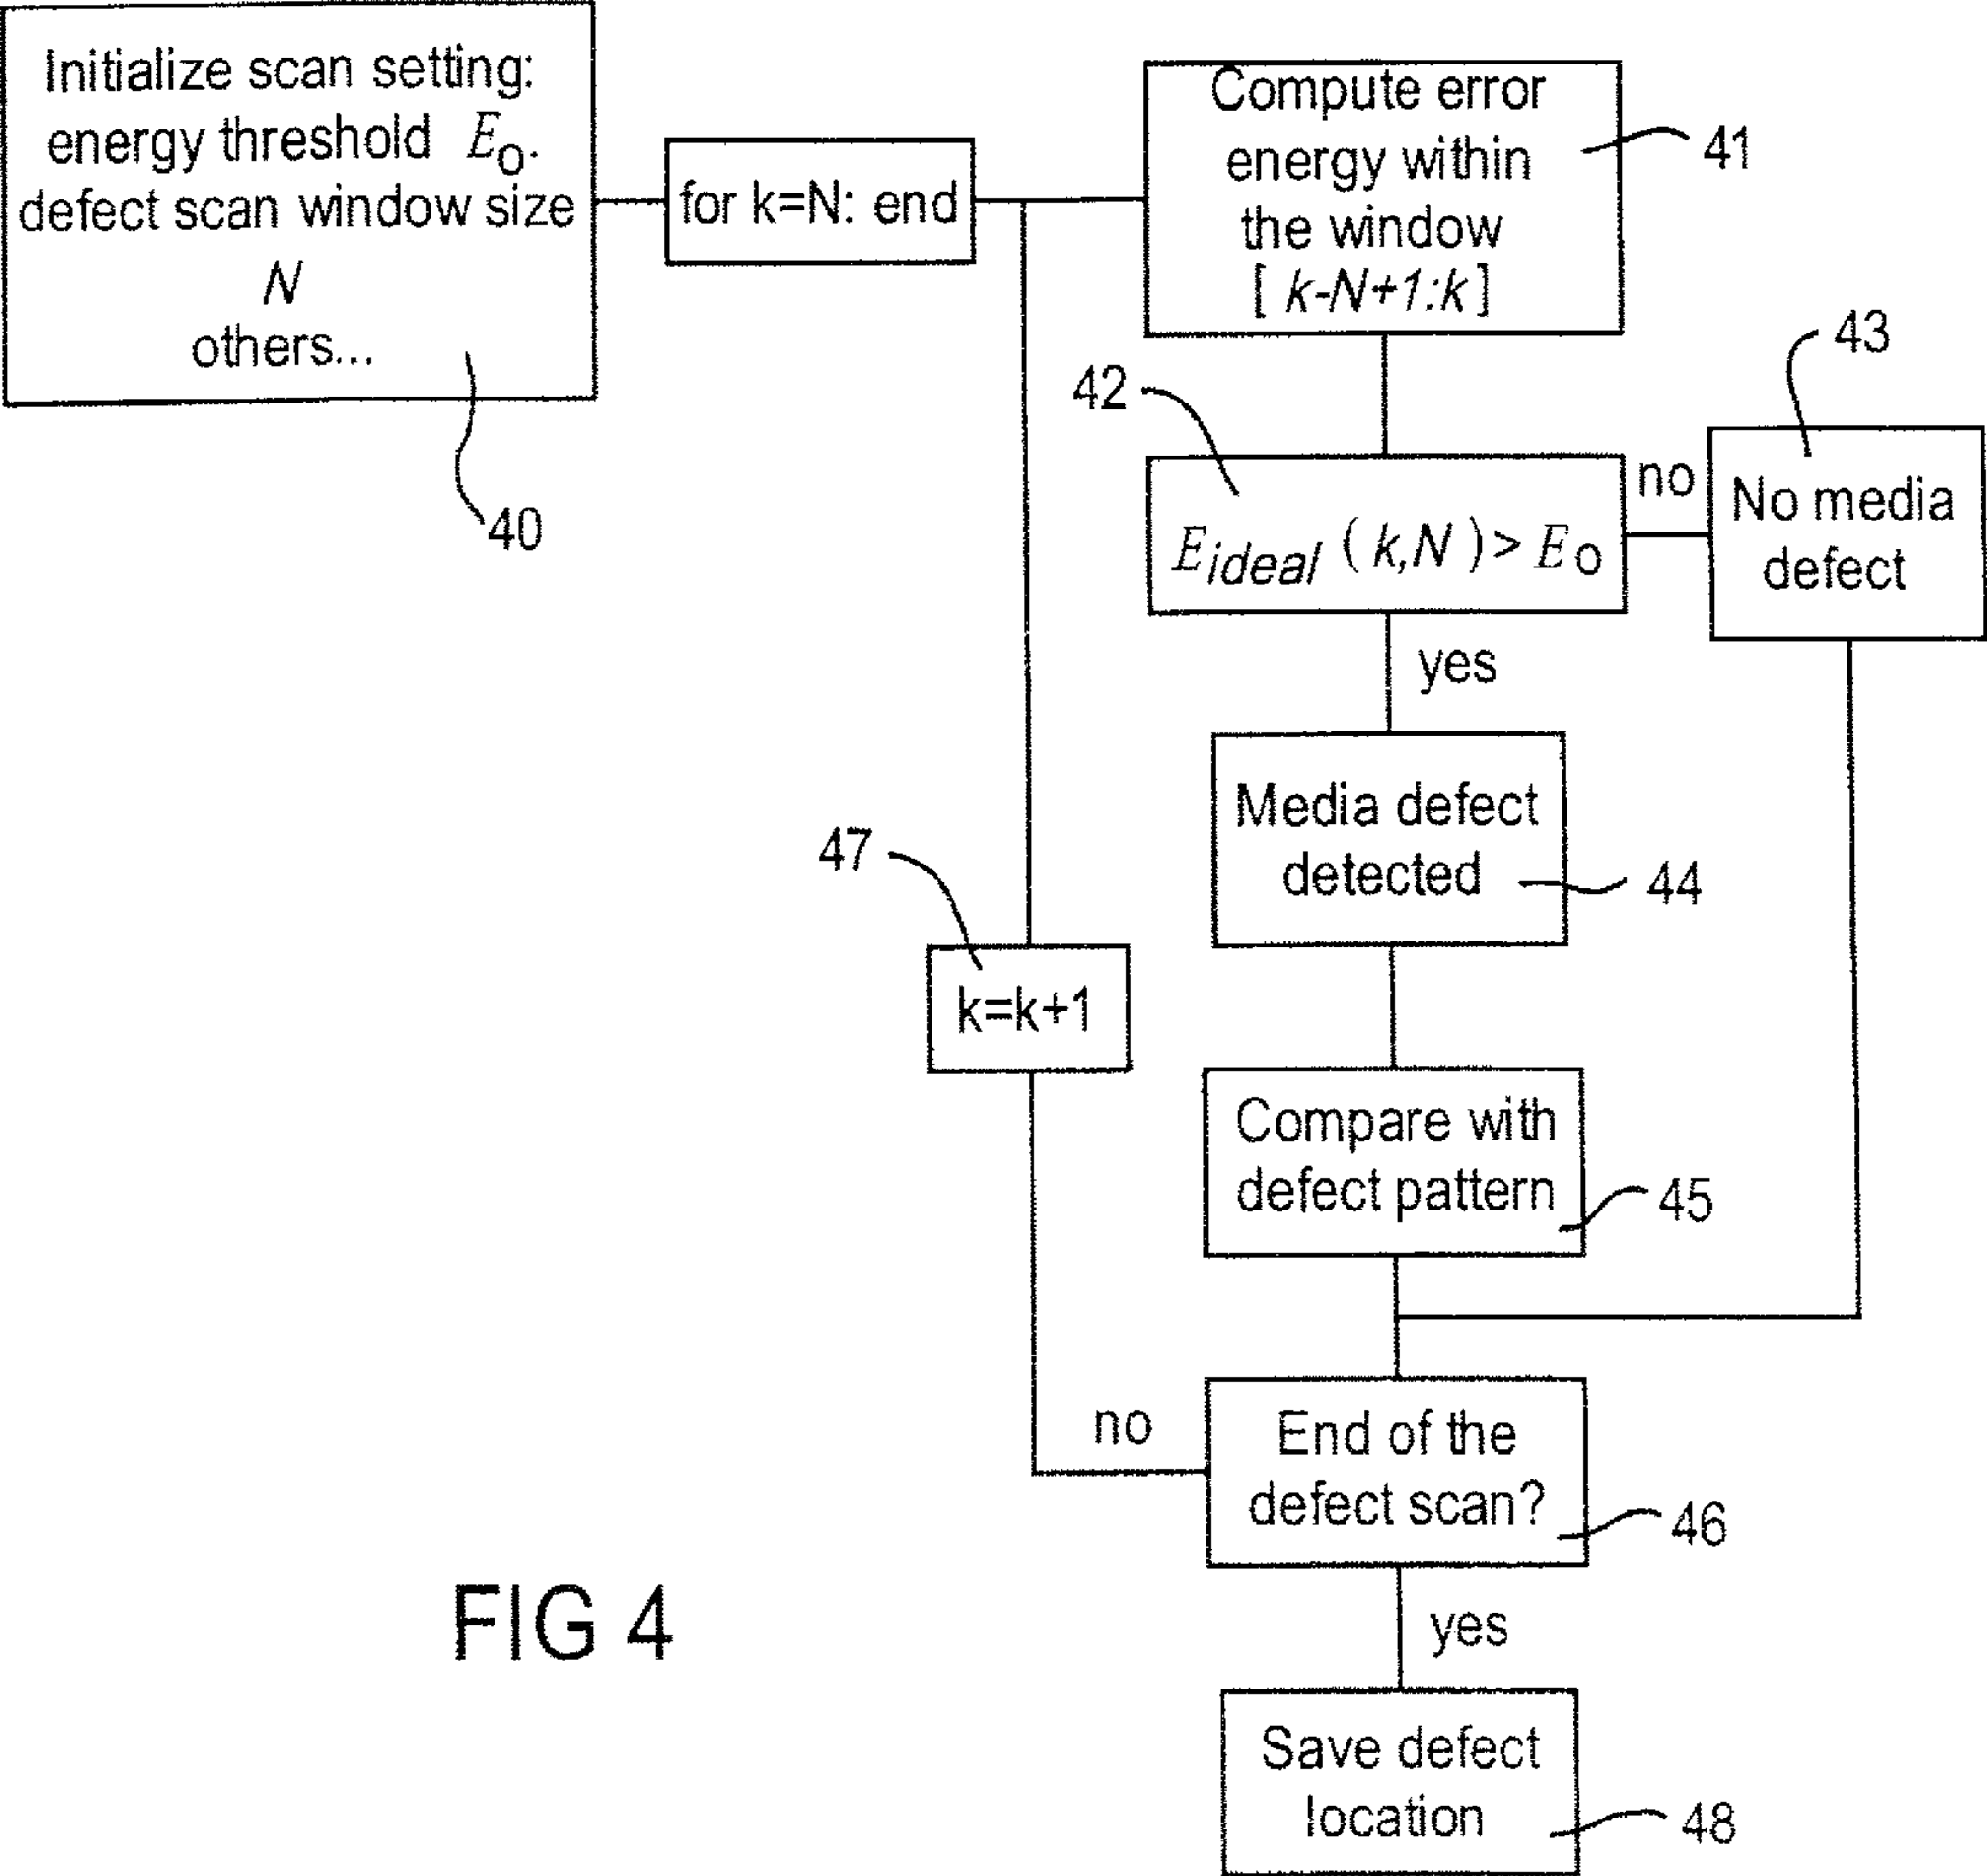 Initialize scan setting:
energy threshold E0.
defect scan window size
N
others...
40
for k=N: end
Compute error
energy within
the window
[ k-N+1:k ]
41
42
Eideal ( k,N ) > E0
no
43
No media
defect
yes
Media defect
detected
44
47
k=k+1
Compare with
defect pattern
45
no
End of the
defect scan?
46
yes
Save defect
location
48
FIG 4